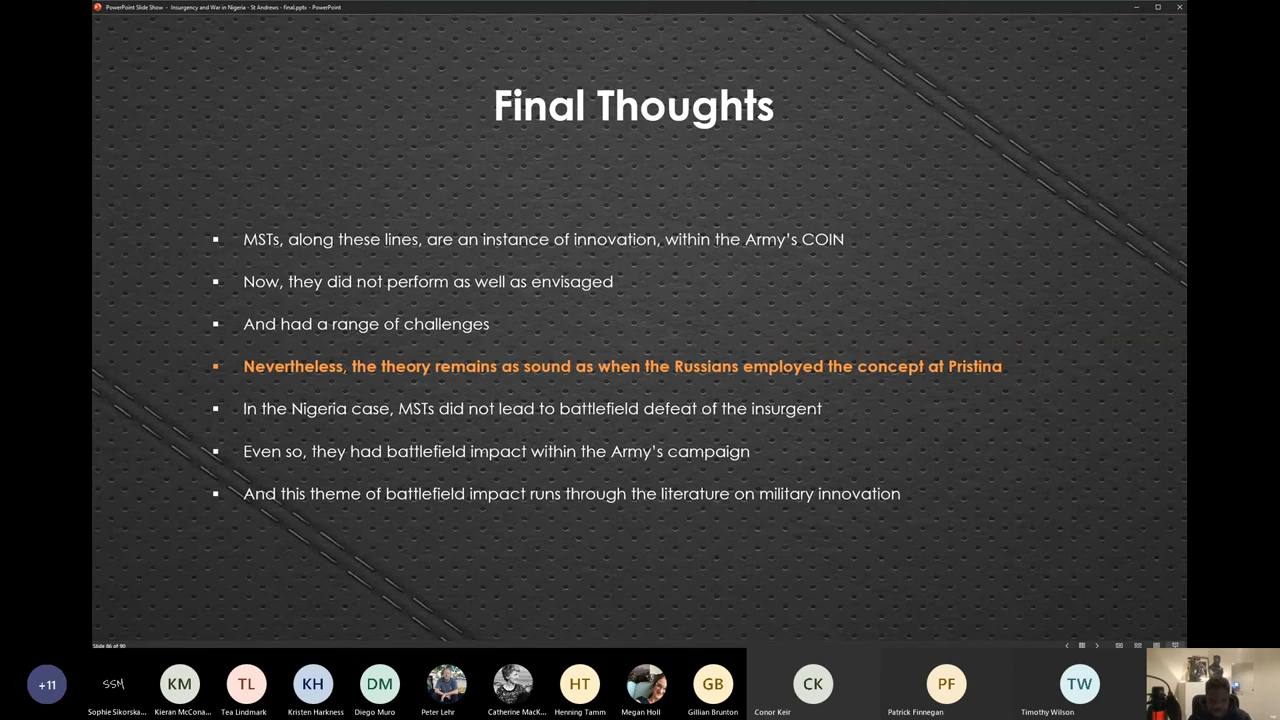 PowerPoint Slide Show - Insurgency and War in Nigeria - St Andrews - final.ppts - PowerPoint
Final Thoughts
▪ MSTs, along these lines, are an instance of innovation, within the Army's COIN
▪ Now, they did not perform as well as envisaged
▪ And had a range of challenges
▪ Nevertheless, the theory remains as sound as when the Russians employed the concept at Pristina
▪ In the Nigeria case, MSTs did not lead to battlefield defeat of the insurgent
▪ Even so, they had battlefield impact within the Army's campaign
▪ And this theme of battlefield impact runs through the literature on military innovation
Slide 86 of 90
+11 SSM KM TL KH DM HT GB CK PF TW
Sophie Sikorska... Kieran McCona... Tea Lindmark Kristen Harkness Diego Muro Peter Lehr Catherine MacK... Henning Tamm Megan Holl Gillian Brunton Conor Keir Patrick Finnegan Timothy Wilson